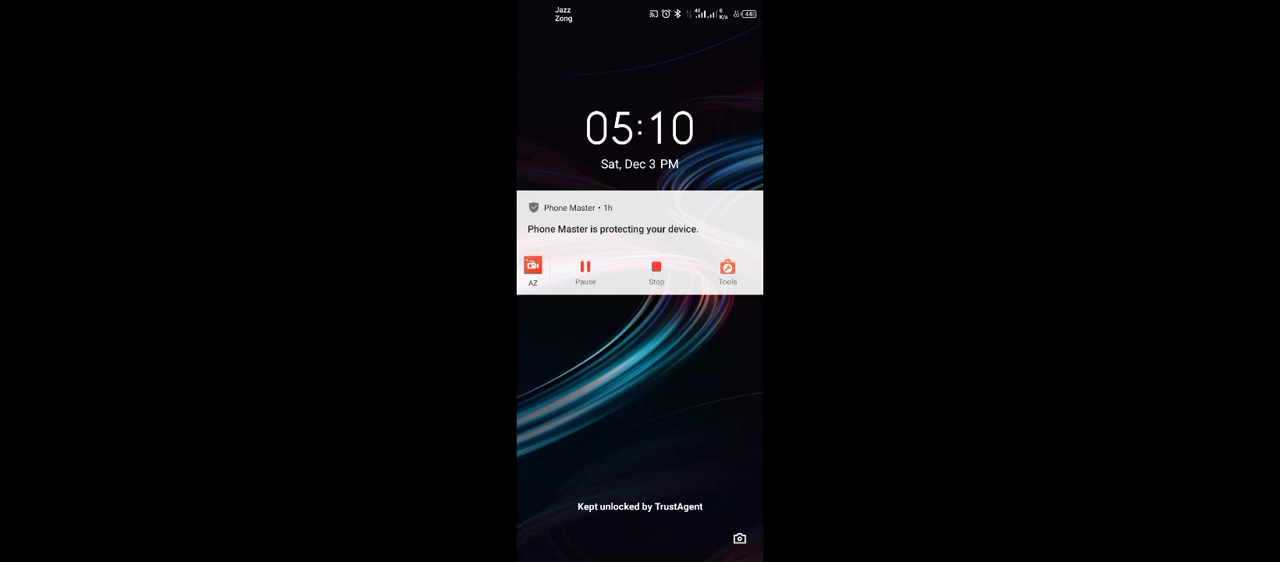 Jazz
Zong
05:10
Sat, Dec 3 PM
Phone Master • 1h
Phone Master is protecting your device.
AZ
Pause
Stop
Tools
Kept unlocked by TrustAgent